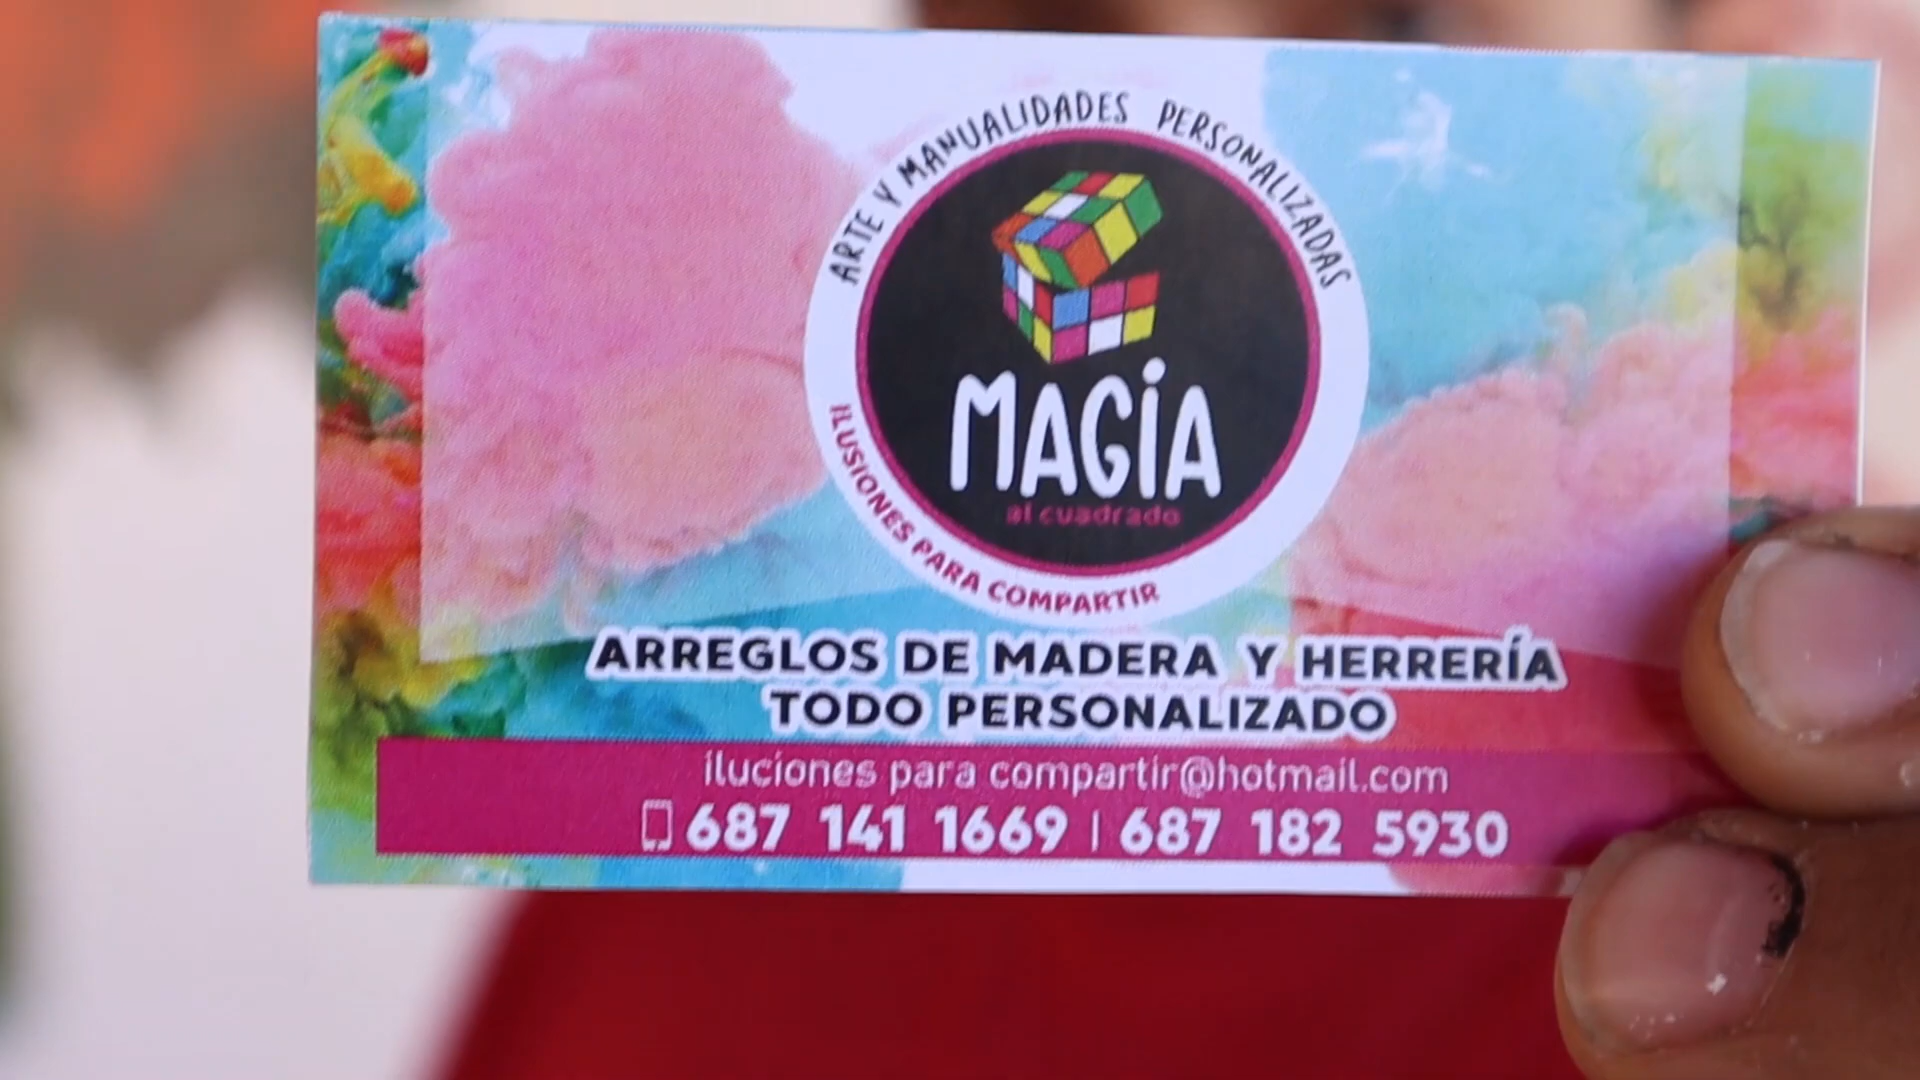 ARTE Y MANUALIDADES PERSONALIZADAS
MAGIA
al cuadrado
ILUSIONES PARA COMPARTIR
ARREGLOS DE MADERA Y HERRERÍA
TODO PERSONALIZADO
iluciones para compartir@hotmail.com
687 141 1669 | 687 182 5930